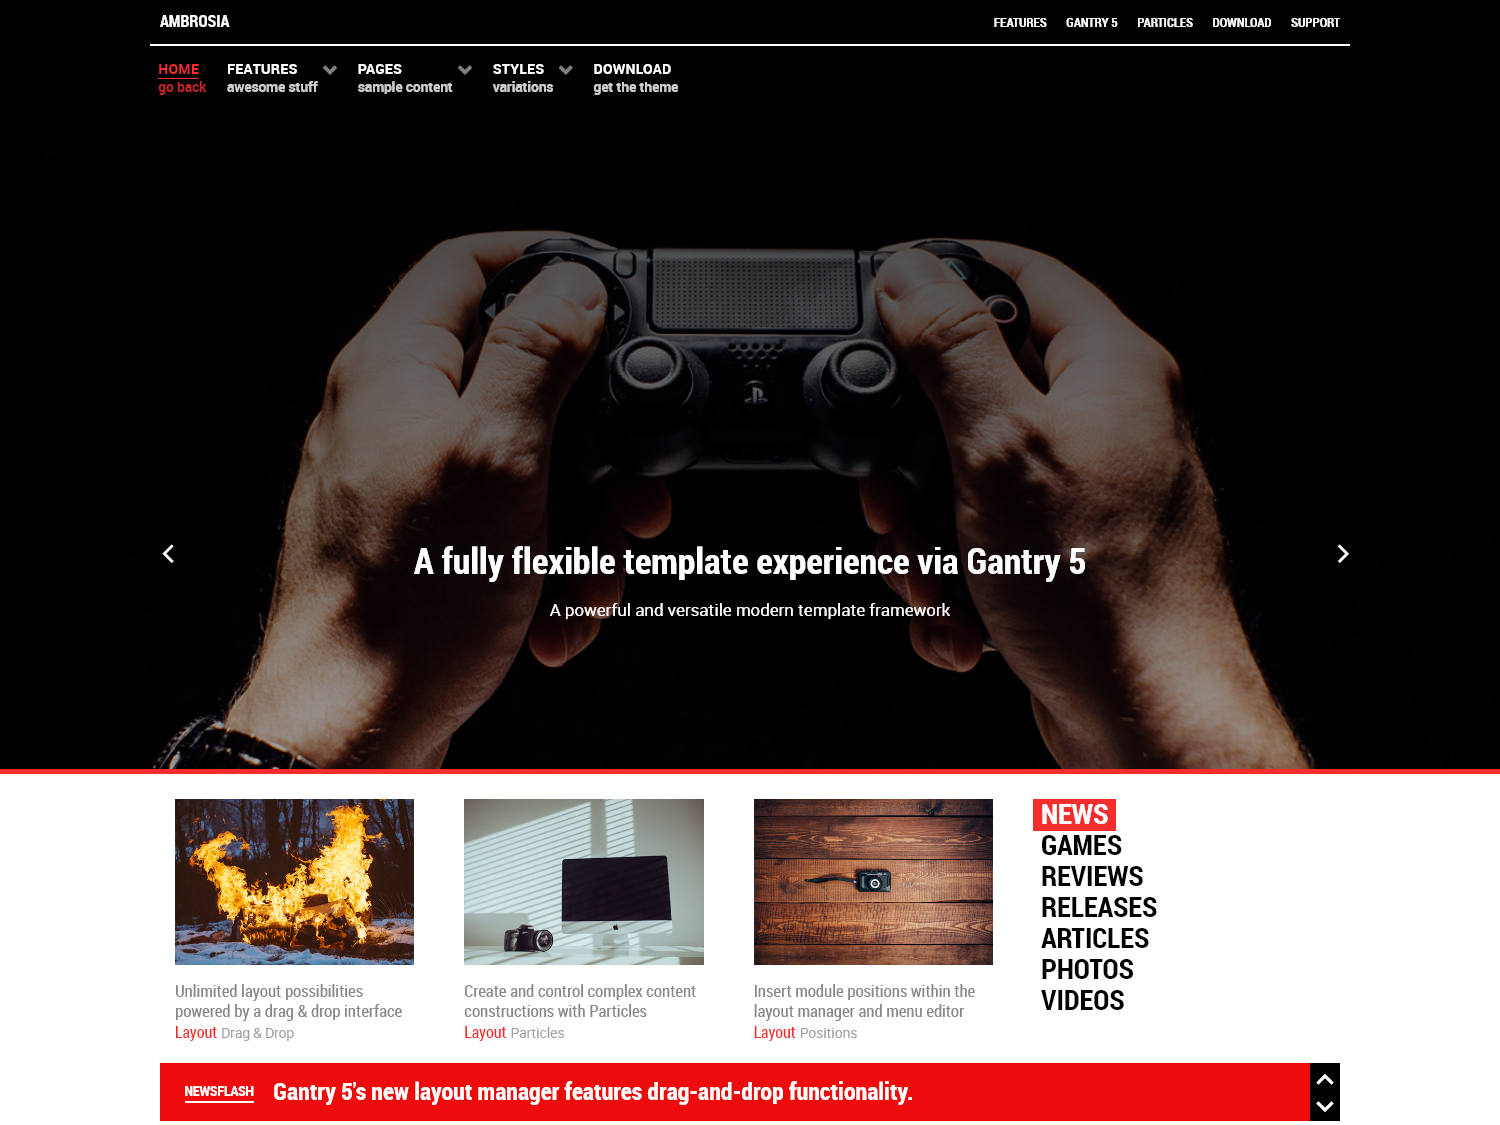 AMBROSIA
FEATURES GANTRY 5 PARTICLES DOWNLOAD SUPPORT
HOME FEATURES PAGES STYLES DOWNLOAD
go back awesome stuff sample content variations get the theme
A fully flexible template experience via Gantry 5
A powerful and versatile modern template framework
Unlimited layout possibilities
powered by a drag & drop interface
Layout Drag & Drop
Create and control complex content
constructions with Particles
Layout Particles
Insert module positions within the
layout manager and menu editor
Layout Positions
NEWS
GAMES
REVIEWS
RELEASES
ARTICLES
PHOTOS
VIDEOS
NEWSFLASH Gantry 5's new layout manager features drag-and-drop functionality.